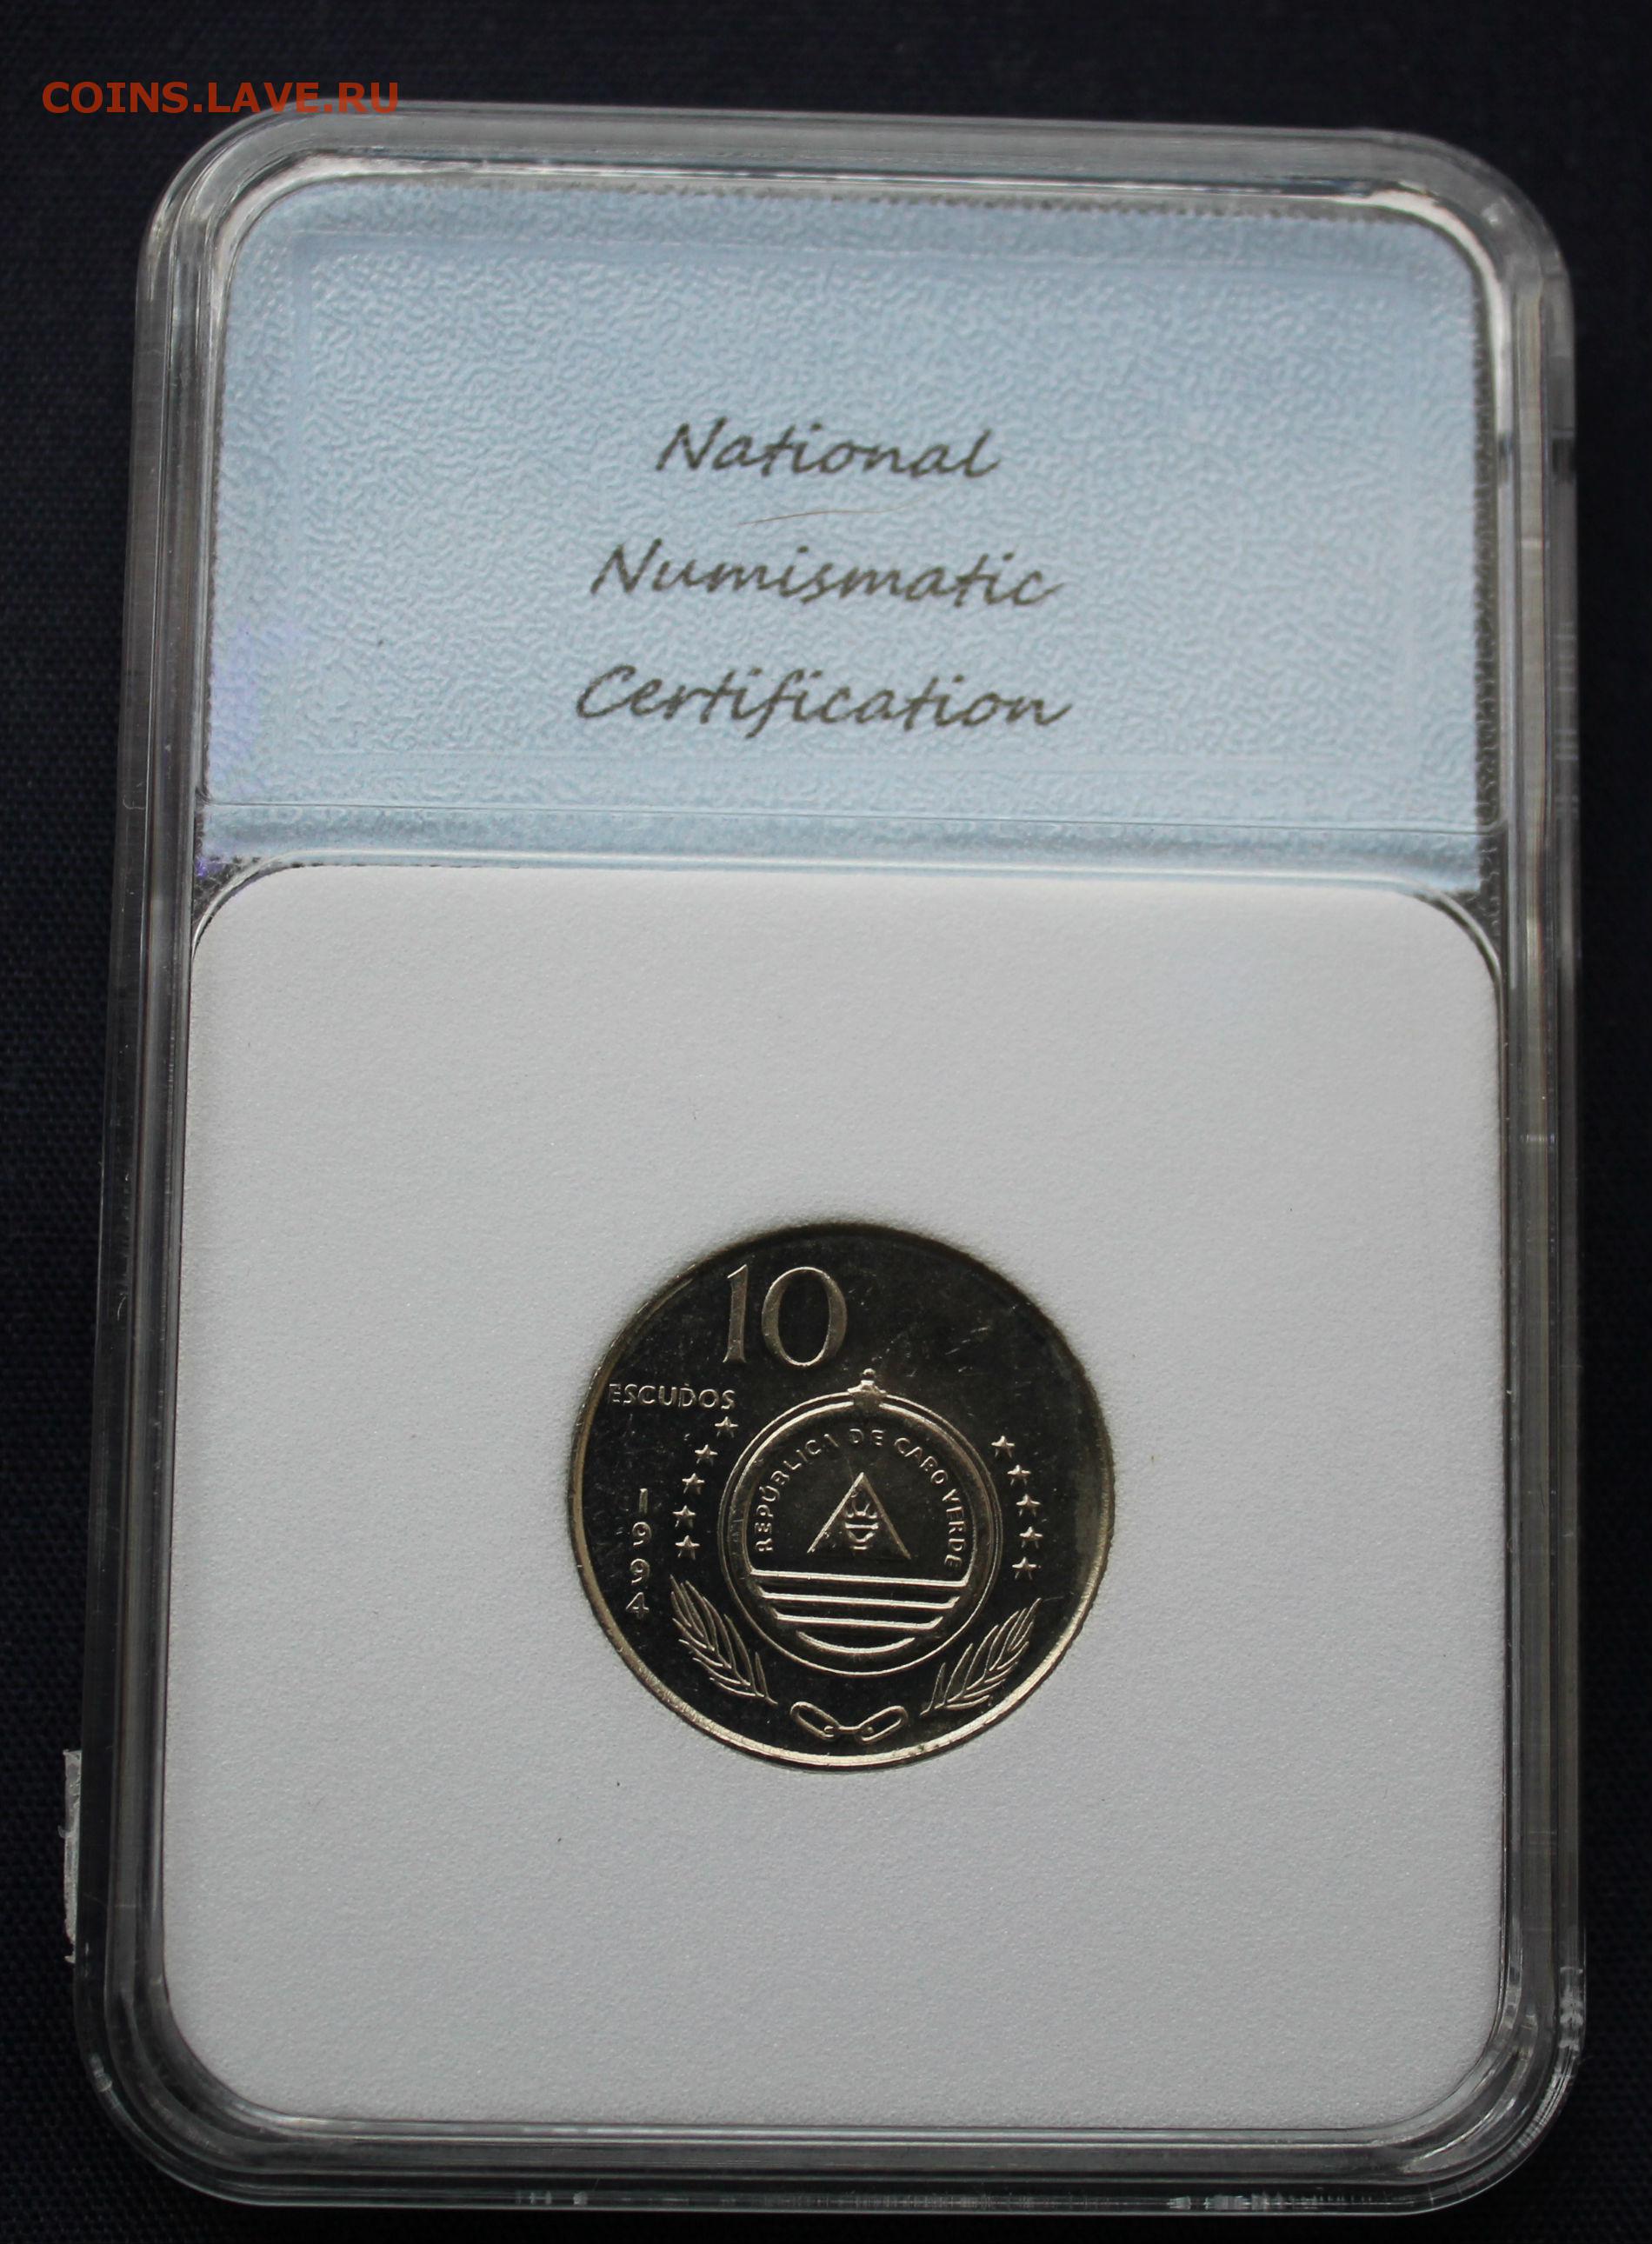 COINS.LAVE.RU
National
Numismatic
Certification
10
ESCUDOS
REPÚBLICA DE CABO VERDE
1994